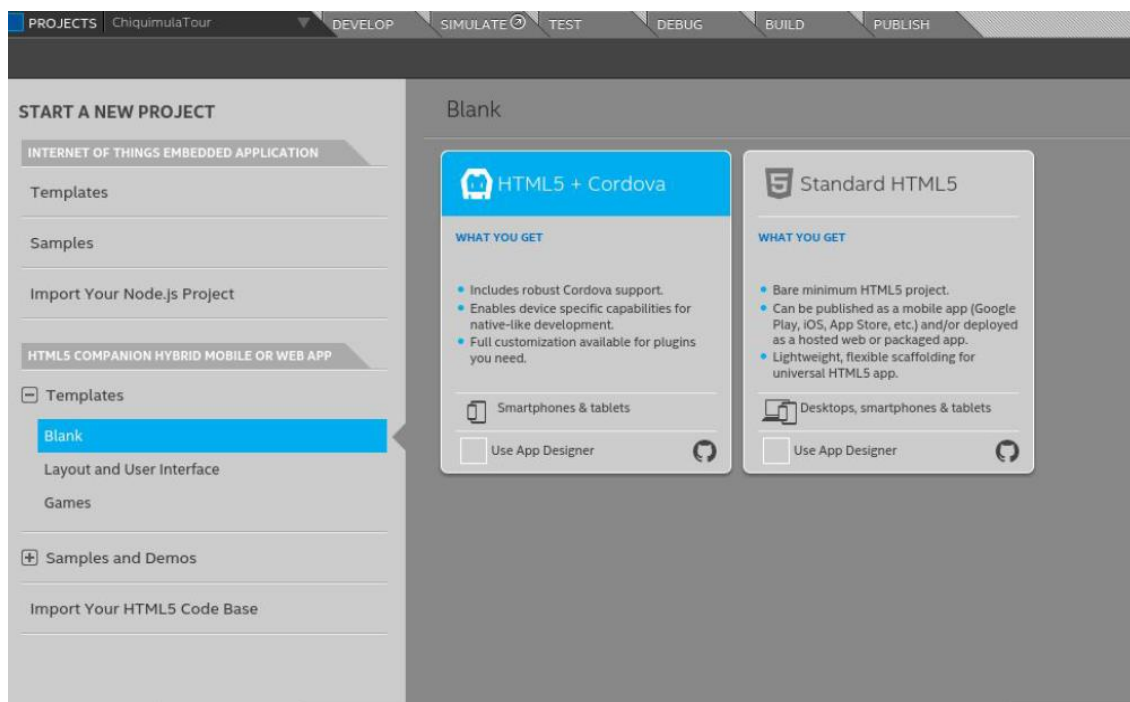 PROJECTS ChiquimulaTour DEVELOP SIMULATE TEST DEBUG BUILD PUBLISH
START A NEW PROJECT
INTERNET OF THINGS EMBEDDED APPLICATION
Templates
Samples
Import Your Node.js Project
HTML5 COMPANION HYBRID MOBILE OR WEB APP
Templates
Blank
Layout and User Interface
Games
Samples and Demos
Import Your HTML5 Code Base
Blank
HTML5 + Cordova
WHAT YOU GET
Includes robust Cordova support.
Enables device specific capabilities for
native-like development.
Full customization available for plugins
you need.
Smartphones & tablets
Use App Designer
Standard HTML5
WHAT YOU GET
Bare minimum HTML5 project.
Can be published as a mobile app (Google
Play, iOS, App Store, etc.) and/or deployed
as a hosted web or packaged app.
Lightweight, flexible scaffolding for
universal HTML5 app.
Desktops, smartphones & tablets
Use App Designer